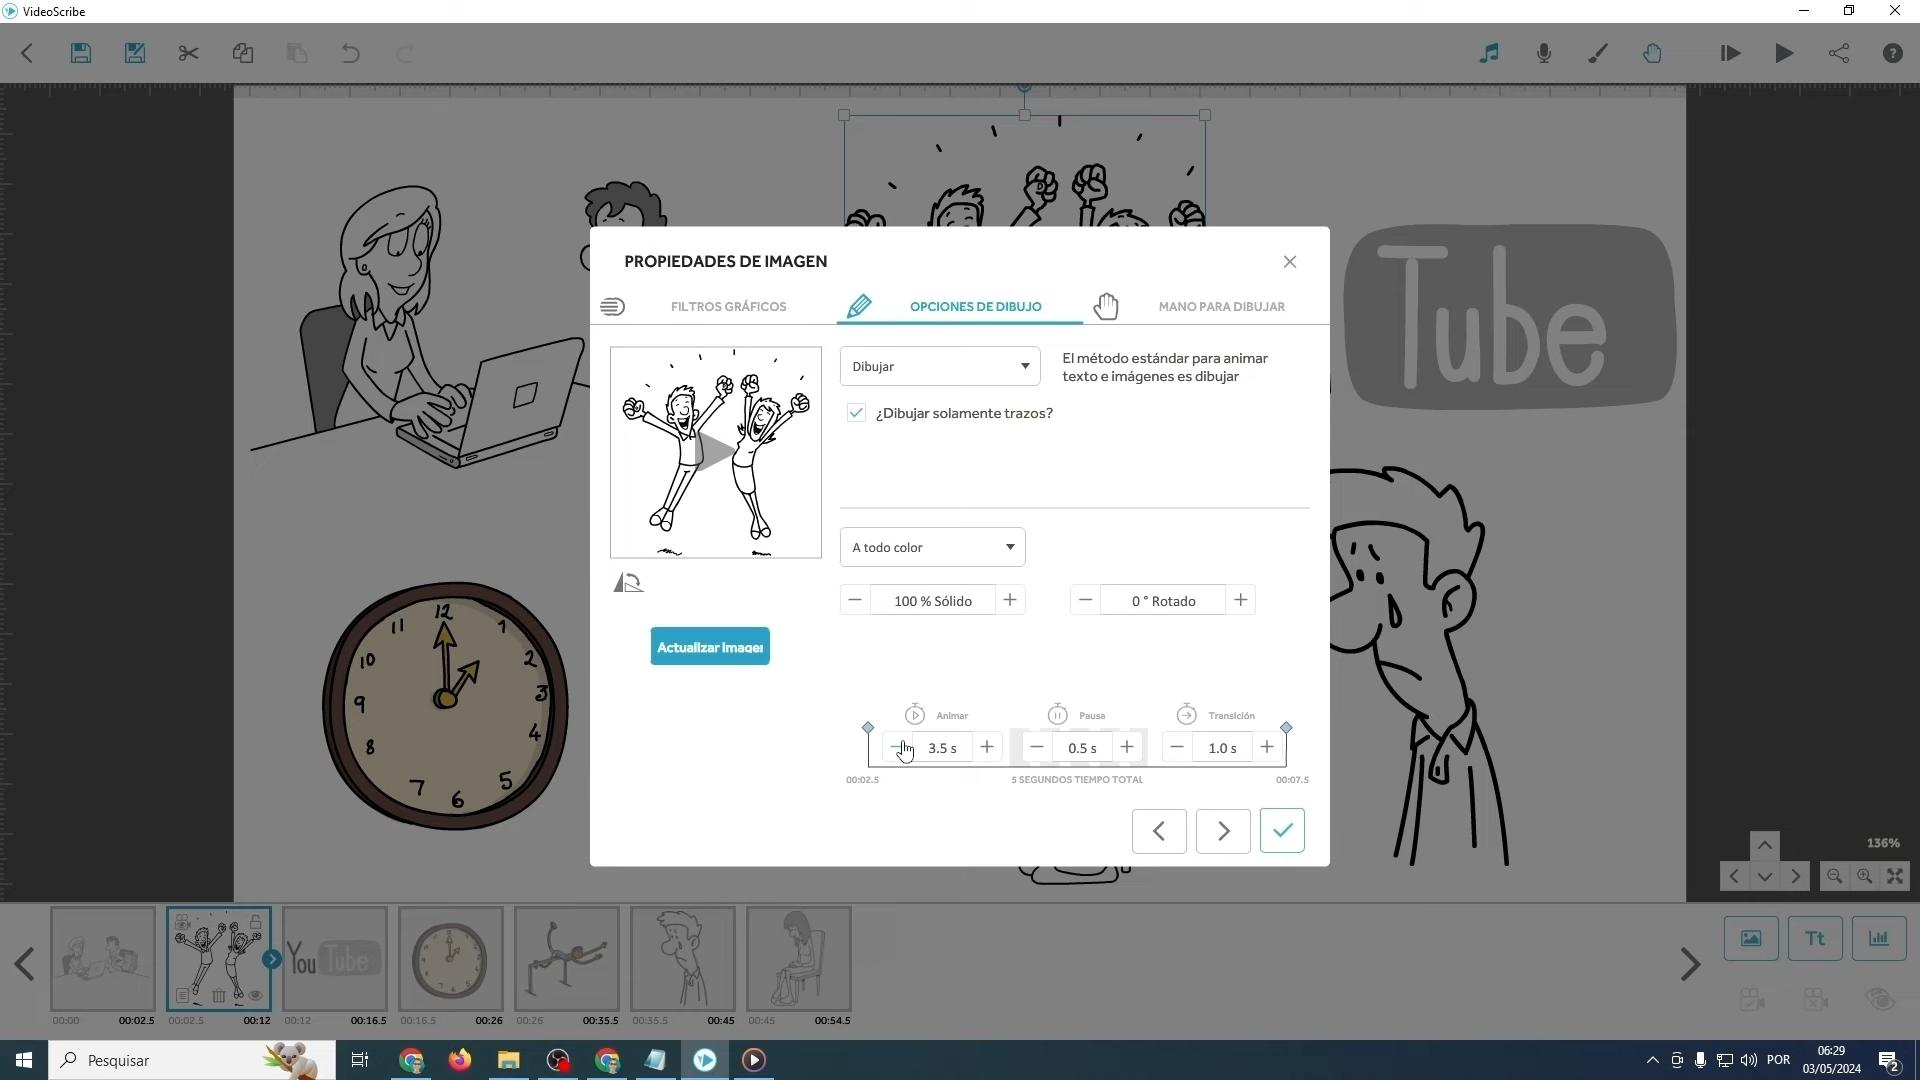 VideoScribe
12
11
1
10
2
9
3
8
4
7
5
6
Tube
PROPIEDADES DE IMAGEN
FILTROS GRÁFICOS
OPCIONES DE DIBUJO
MANO PARA DIBUJAR
Dibujar
El método estándar para animar
texto e imágenes es dibujar
¿Dibujar solamente trazos?
A todo color
100 % Sólido
0 ° Rotado
Actualizar Imagen
Animar
Pausa
Transición
3.5 s
0.5 s
1.0 s
00:02.5
5 SEGUNDOS TIEMPO TOTAL
00:07.5
136%
You Tube
00:00 00:02.5
00:02.5 00:12
00:12 00:16.5
00:16.5 00:26
00:26 00:35.5
00:35.5 00:45
00:45 00:54.5
Tt
Pesquisar
POR
06:29
03/05/2024
2